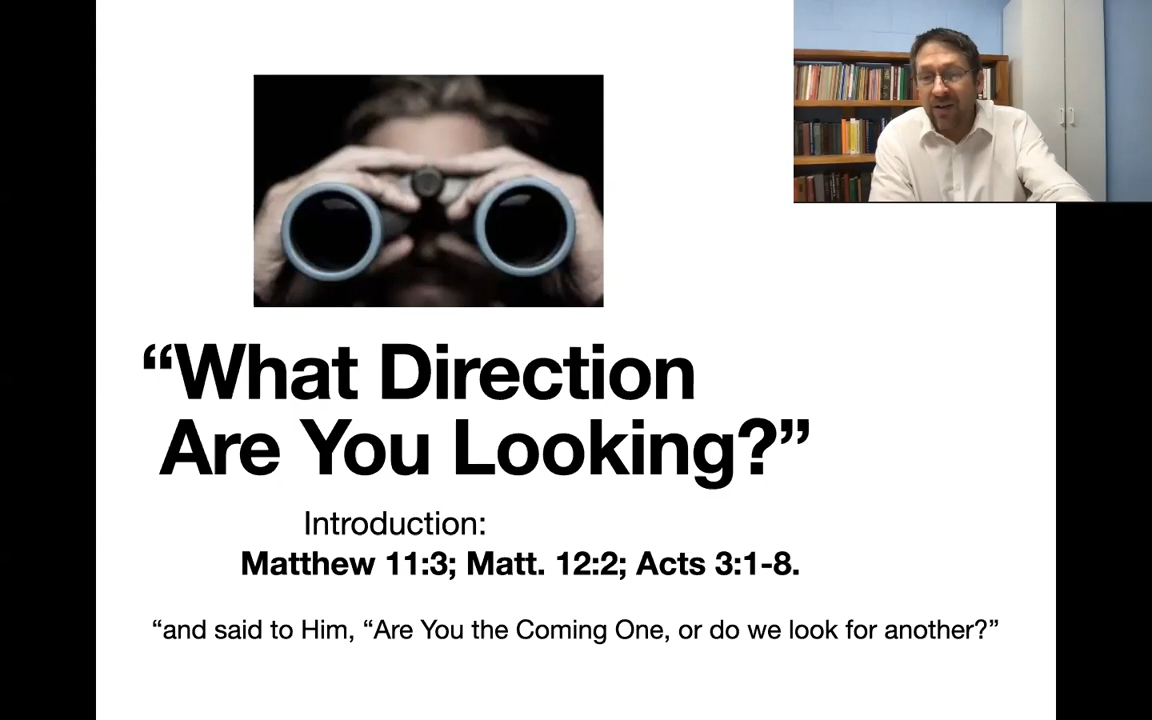 “What Direction
Are You Looking?”
Introduction:
Matthew 11:3; Matt. 12:2; Acts 3:1-8.
“and said to Him, “Are You the Coming One, or do we look for another?”